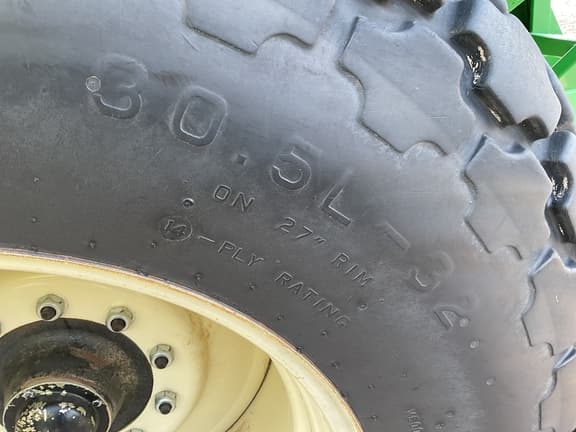 30.5L-32
ON 27" RIM
14-PLY RATING